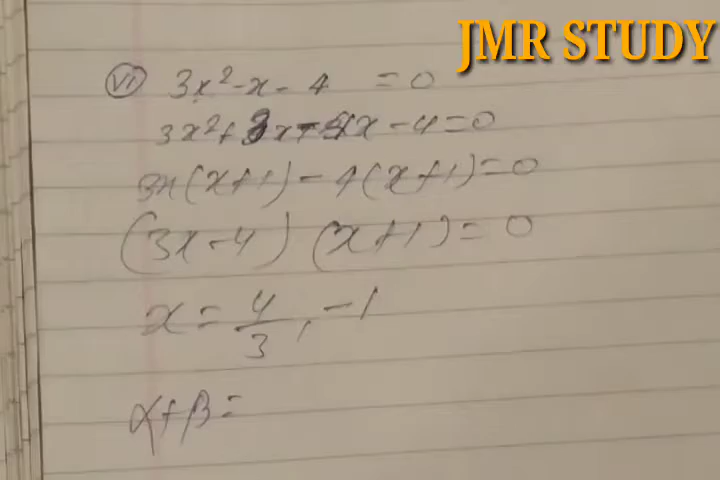 JMR STUDY
(vi) 3x² - x - 4 = 0
3x² + 3x - 4x - 4 = 0
3x(x+1) - 4(x+1) = 0
(3x - 4) (x+1) = 0
x = 4/3, -1
α + β =